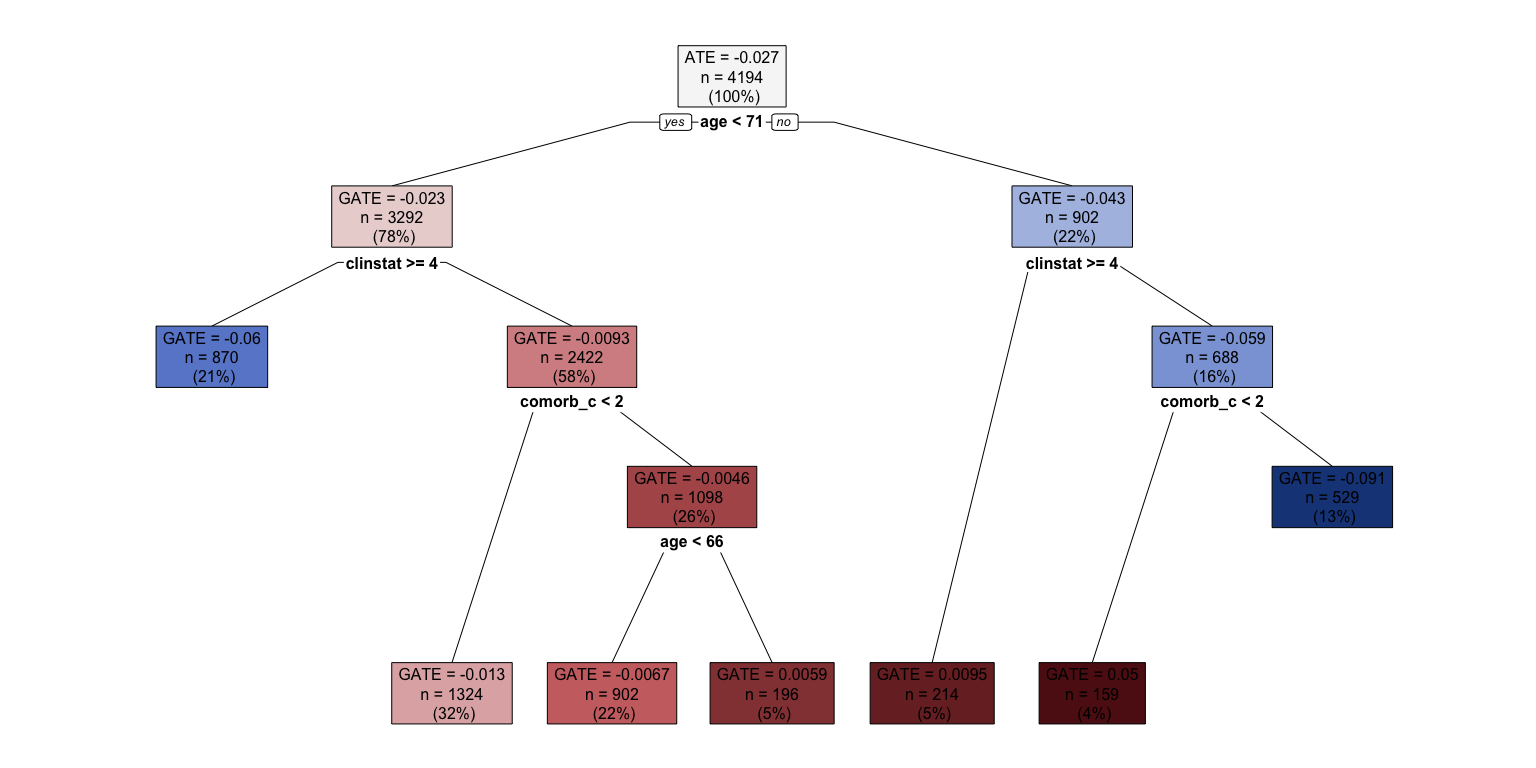 ATE = -0.027
n = 4194
(100%)
yes age < 71 no
GATE = -0.023
n = 3292
(78%)
GATE = -0.043
n = 902
(22%)
clinstat >= 4
clinstat >= 4
GATE = -0.06
n = 870
(21%)
GATE = -0.0093
n = 2422
(58%)
GATE = -0.059
n = 688
(16%)
comorb_c < 2
comorb_c < 2
GATE = -0.0046
n = 1098
(26%)
GATE = -0.091
n = 529
(13%)
age < 66
GATE = -0.013
n = 1324
(32%)
GATE = -0.0067
n = 902
(22%)
GATE = 0.0059
n = 196
(5%)
GATE = 0.0095
n = 214
(5%)
GATE = 0.05
n = 159
(4%)